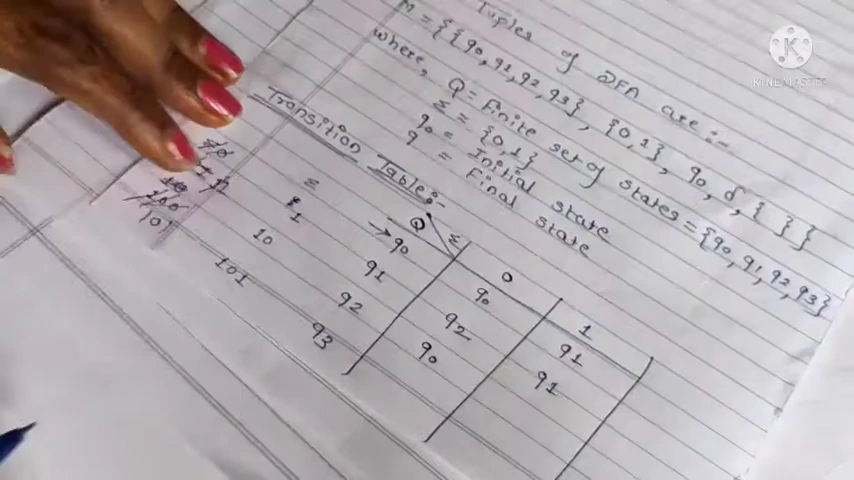 Tuples of DFA are:-
M = {{q0, q1, q2, q3}, {0,1}, q0, δ, { }}
where, Q = Finite set of states = {q0, q1, q2, q3}
Σ = {0,1}
q0 = Initial state
q = Final state
Transition Table:-
Q Σ 0 1
ε → q0 q0 q1
1 q1 q2 q1
10 q2 q0
101 q3
101
KINEMASTER